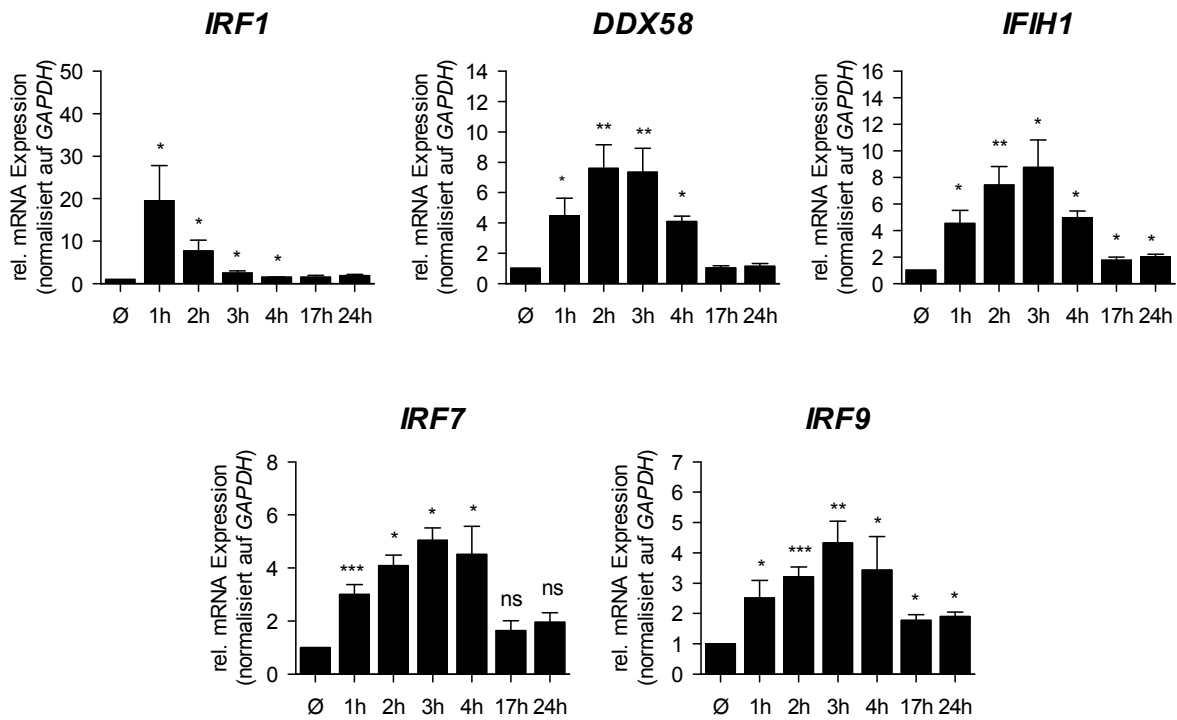 IRF1
rel. mRNA Expression
(normalisiert auf GAPDH)
50
40
30
20
10
0
*
*
*
*
Ø 1h 2h 3h 4h 17h 24h
DDX58
rel. mRNA Expression
(normalisiert auf GAPDH)
14
12
10
8
6
4
2
0
*
**
**
*
Ø 1h 2h 3h 4h 17h 24h
IFIH1
rel. mRNA Expression
(normalisiert auf GAPDH)
16
14
12
10
8
6
4
2
0
*
**
*
*
*
*
Ø 1h 2h 3h 4h 17h 24h
IRF7
rel. mRNA Expression
(normalisiert auf GAPDH)
8
6
4
2
0
***
*
*
*
ns
ns
Ø 1h 2h 3h 4h 17h 24h
IRF9
rel. mRNA Expression
(normalisiert auf GAPDH)
7
6
5
4
3
2
1
0
*
***
**
*
*
*
Ø 1h 2h 3h 4h 17h 24h